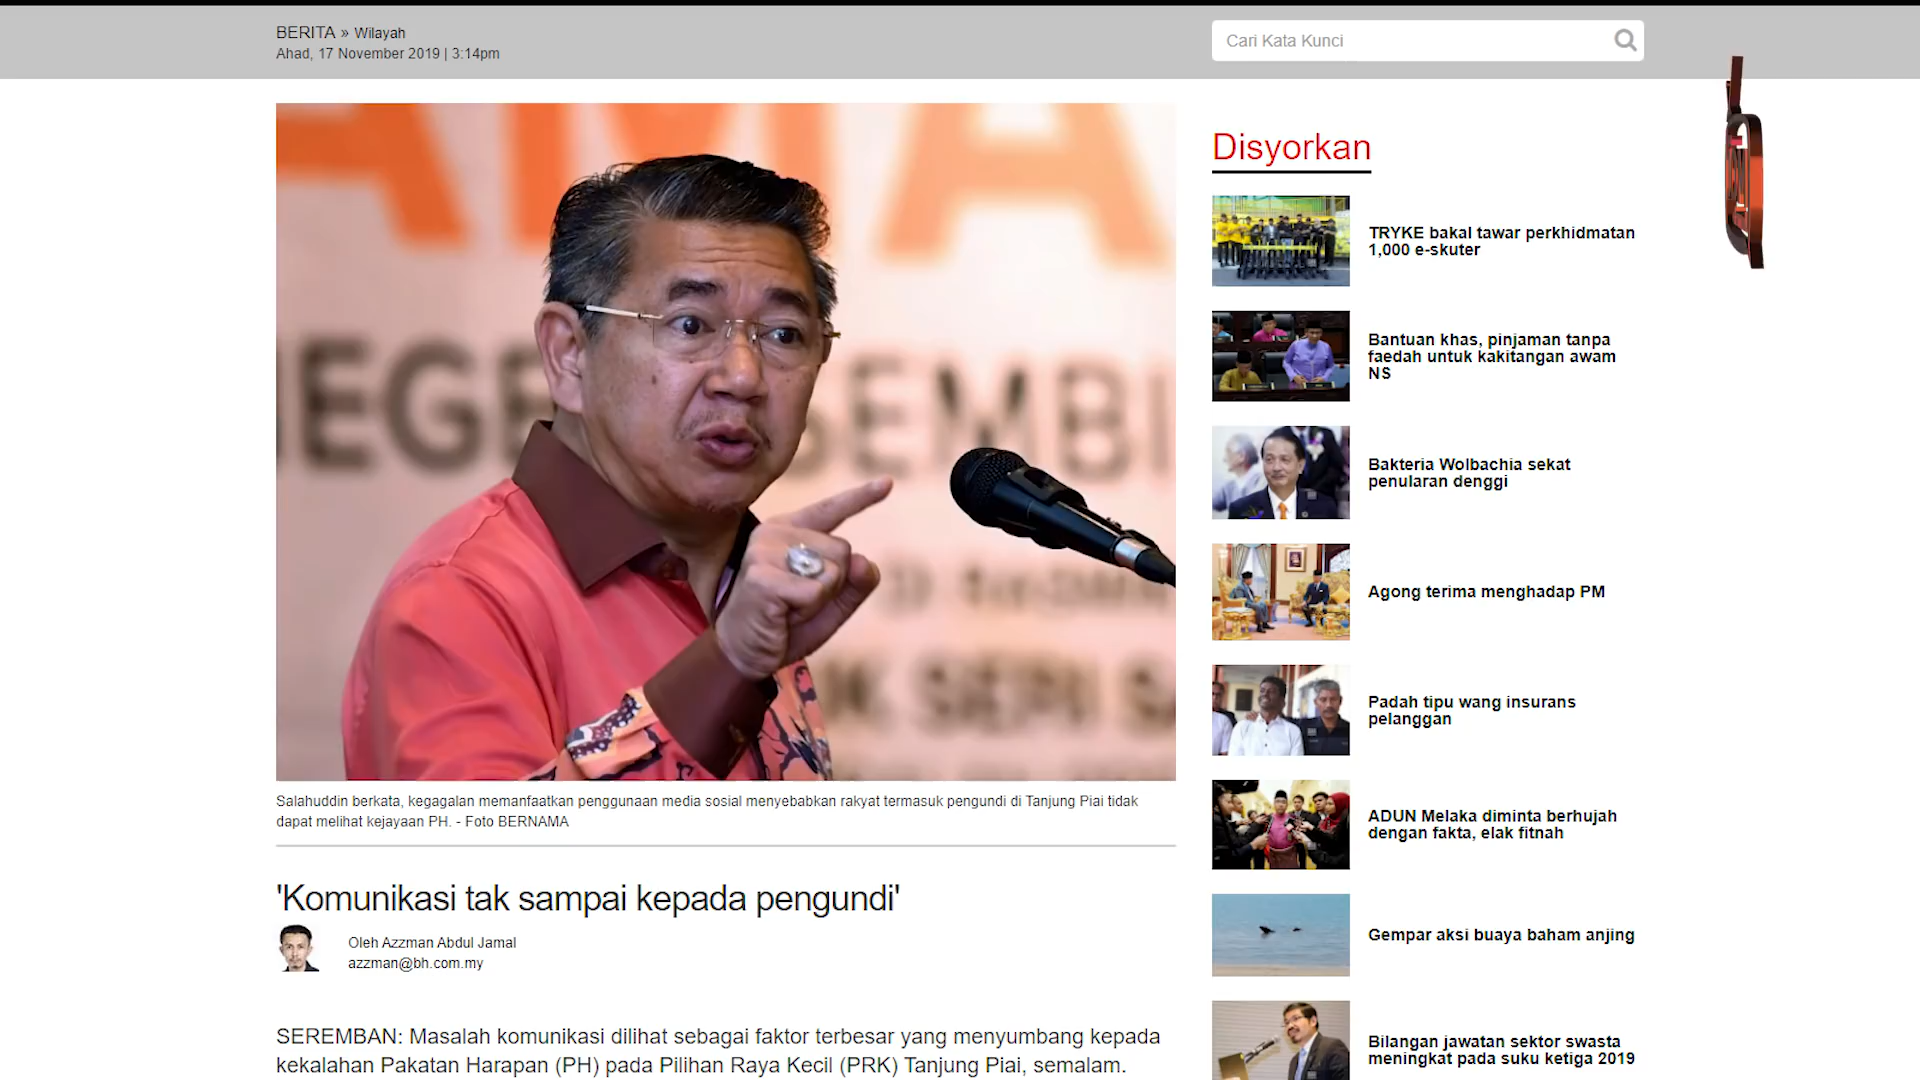 BERITA » Wilayah
Ahad, 17 November 2019 | 3:14pm
Cari Kata Kunci
AMA
NEGE SEMBI
Salahuddin berkata, kegagalan memanfaatkan penggunaan media sosial menyebabkan rakyat termasuk pengundi di Tanjung Piai tidak
dapat melihat kejayaan PH. - Foto BERNAMA
'Komunikasi tak sampai kepada pengundi'
Oleh Azzman Abdul Jamal
azzman@bh.com.my
SEREMBAN: Masalah komunikasi dilihat sebagai faktor terbesar yang menyumbang kepada
kekalahan Pakatan Harapan (PH) pada Pilihan Raya Kecil (PRK) Tanjung Piai, semalam.
Disyorkan
TRYKE bakal tawar perkhidmatan
1,000 e-skuter
Bantuan khas, pinjaman tanpa
faedah untuk kakitangan awam
NS
Bakteria Wolbachia sekat
penularan denggi
Agong terima menghadap PM
Padah tipu wang insurans
pelanggan
ADUN Melaka diminta berhujah
dengan fakta, elak fitnah
Gempar aksi buaya baham anjing
Bilangan jawatan sektor swasta
meningkat pada suku ketiga 2019